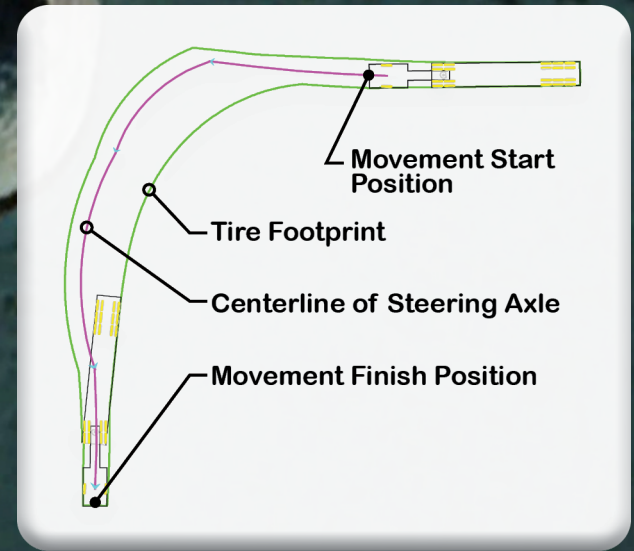 Movement Start
Position
Tire Footprint
Centerline of Steering Axle
Movement Finish Position